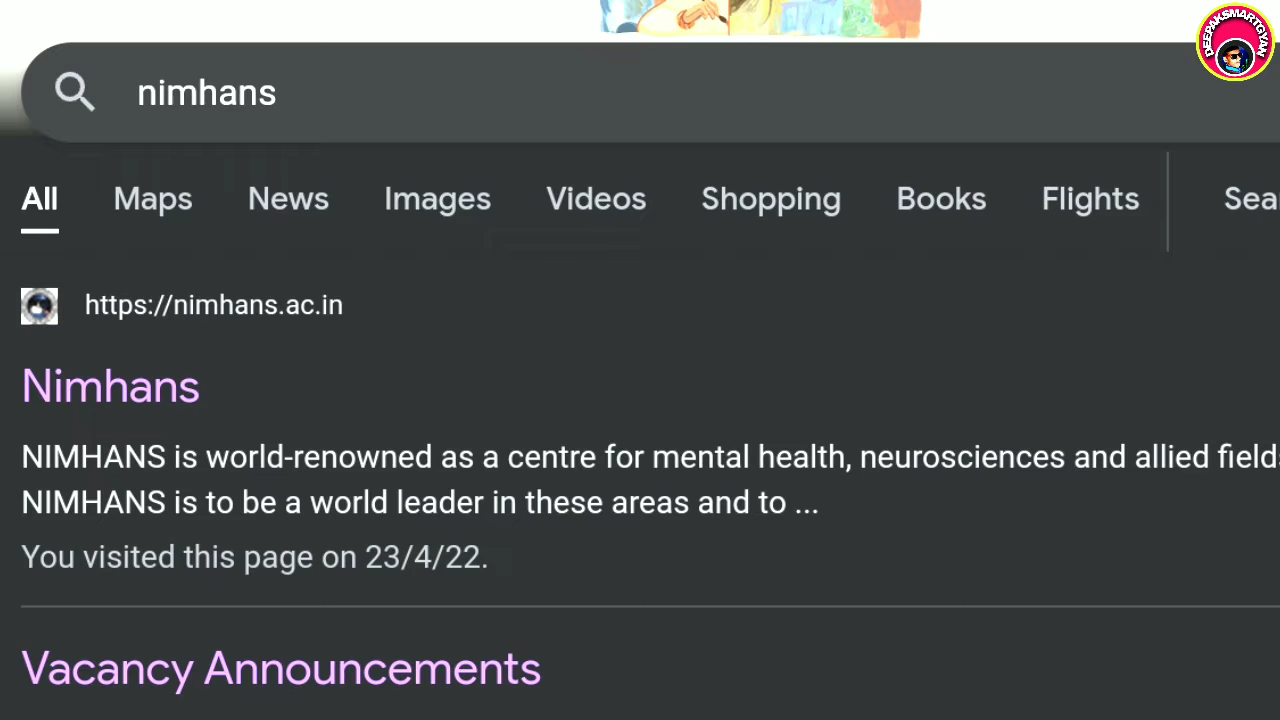 DEEPAKSMARTGYAN
nimhans
All Maps News Images Videos Shopping Books Flights Sea
https://nimhans.ac.in
Nimhans
NIMHANS is world-renowned as a centre for mental health, neurosciences and allied field
NIMHANS is to be a world leader in these areas and to ...
You visited this page on 23/4/22.
Vacancy Announcements